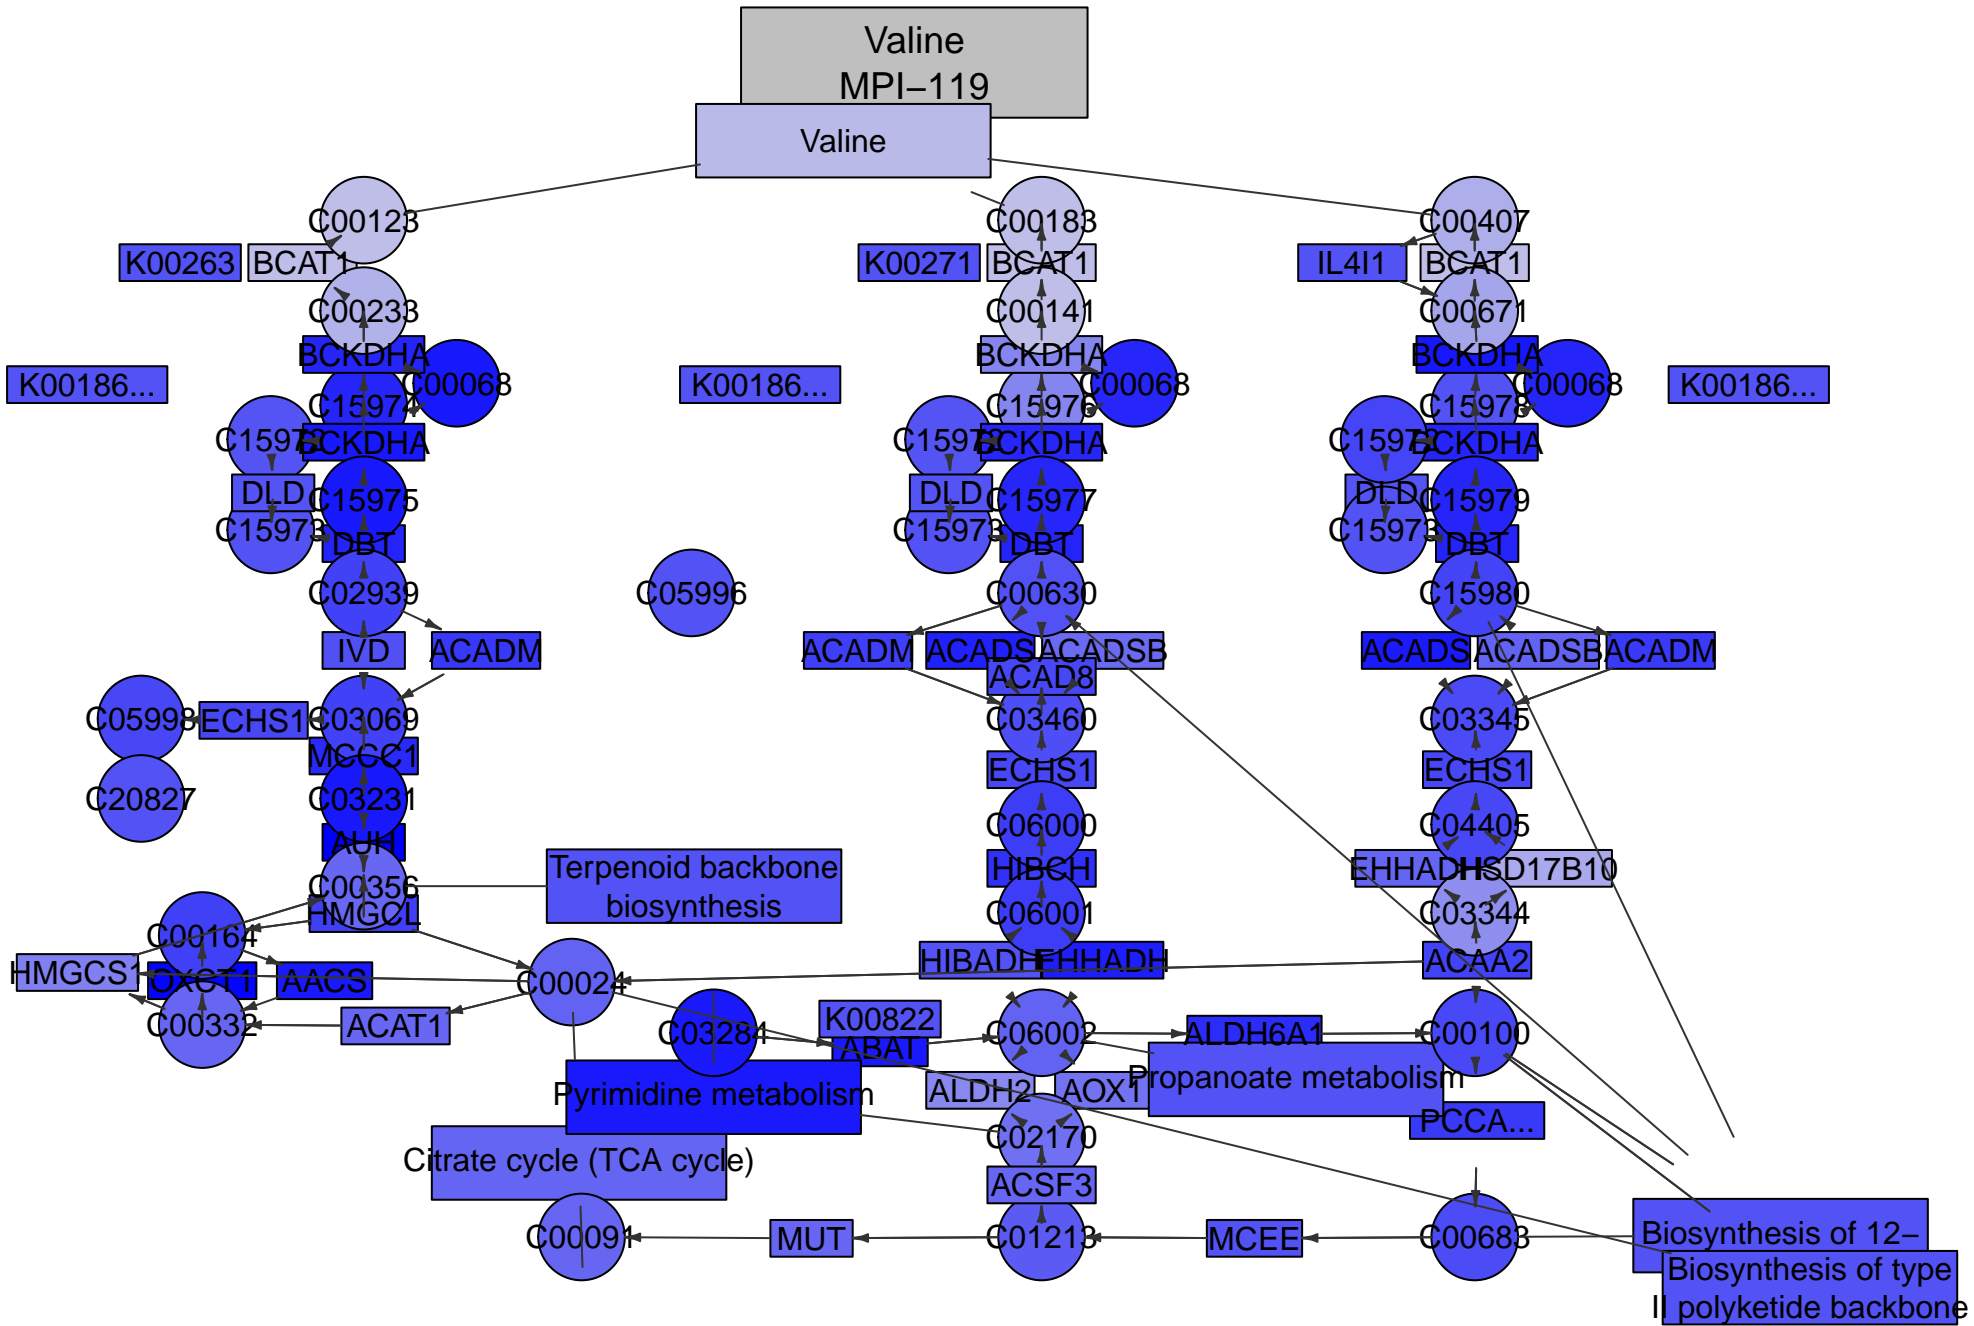 Valine
MPI–119
Valine
C00123
C00183
C00407
K00263
BCAT1
K00271
BCAT1
IL4I1
BCAT1
C00233
C00141
C00671
BCKDHA
BCKDHA
BCKDHA
K00186...
C00068
K00186...
C00068
C00068
K00186...
C15974
C15976
C15978
C15972
BCKDHA
C15972
BCKDHA
C15972
BCKDHA
DLD
C15975
DLD
C15977
DLD
C15979
C15973
DBT
C15973
DBT
C15973
DBT
C02939
C05996
C00630
C15980
IVD
ACADM
ACADM
ACADS
ACADSB
ACADS
ACADSB
ACADM
ACAD8
C05998
ECHS1
C03069
C03460
C03345
MCCC1
ECHS1
ECHS1
C20827
C03231
C06000
C04405
AUH
Terpenoid backbone
biosynthesis
HIBCH
EHHADH
HSD17B10
C00356
HMGCL
C06001
C03344
C00164
HIBADH
EHHADH
ACAA2
HMGCS1
OXCT1
AACS
C00024
C00332
ACAT1
C03284
K00822
ABAT
C06002
ALDH6A1
C00100
Pyrimidine metabolism
ALDH2
AOX1
Propanoate metabolism
PCCA...
C02170
Citrate cycle (TCA cycle)
ACSF3
C00091
MUT
C01213
MCEE
C00683
Biosynthesis of 12–
Biosynthesis of type
II polyketide backbone